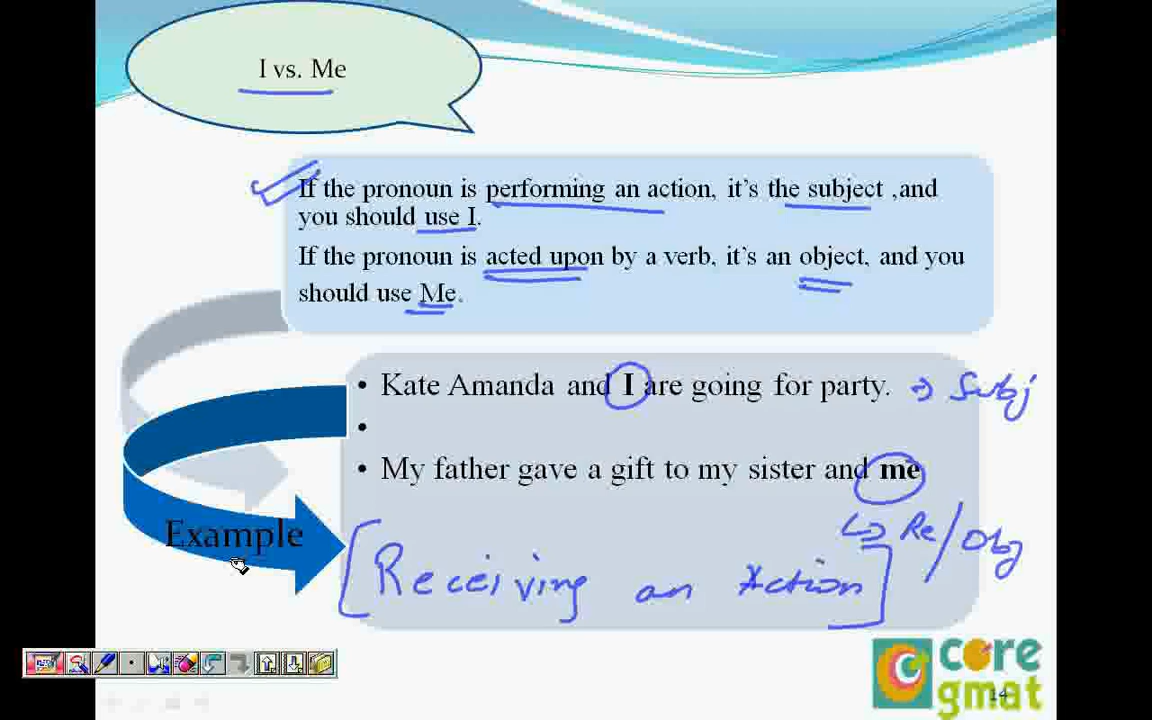 I vs. Me
If the pronoun is performing an action, it's the subject ,and
you should use I.
If the pronoun is acted upon by a verb, it's an object, and you
should use Me.
• Kate Amanda and I are going for party. → Subj
•
• My father gave a gift to my sister and me
↳ Re/Obj
Example
[Receiving an Action]
core
gmat
14